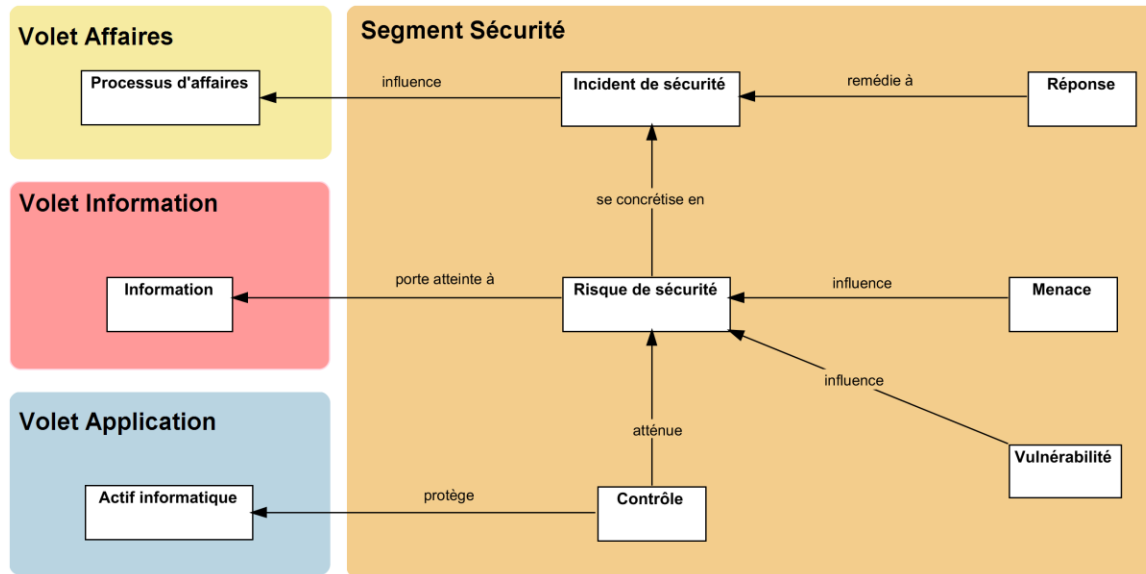 Volet Affaires
Processus d'affaires
influence
Segment Sécurité
Incident de sécurité
remédie à
Réponse
se concrétise en
Volet Information
Information
porte atteinte à
Risque de sécurité
influence
Menace
influence
atténue
Vulnérabilité
Volet Application
Actif informatique
protège
Contrôle